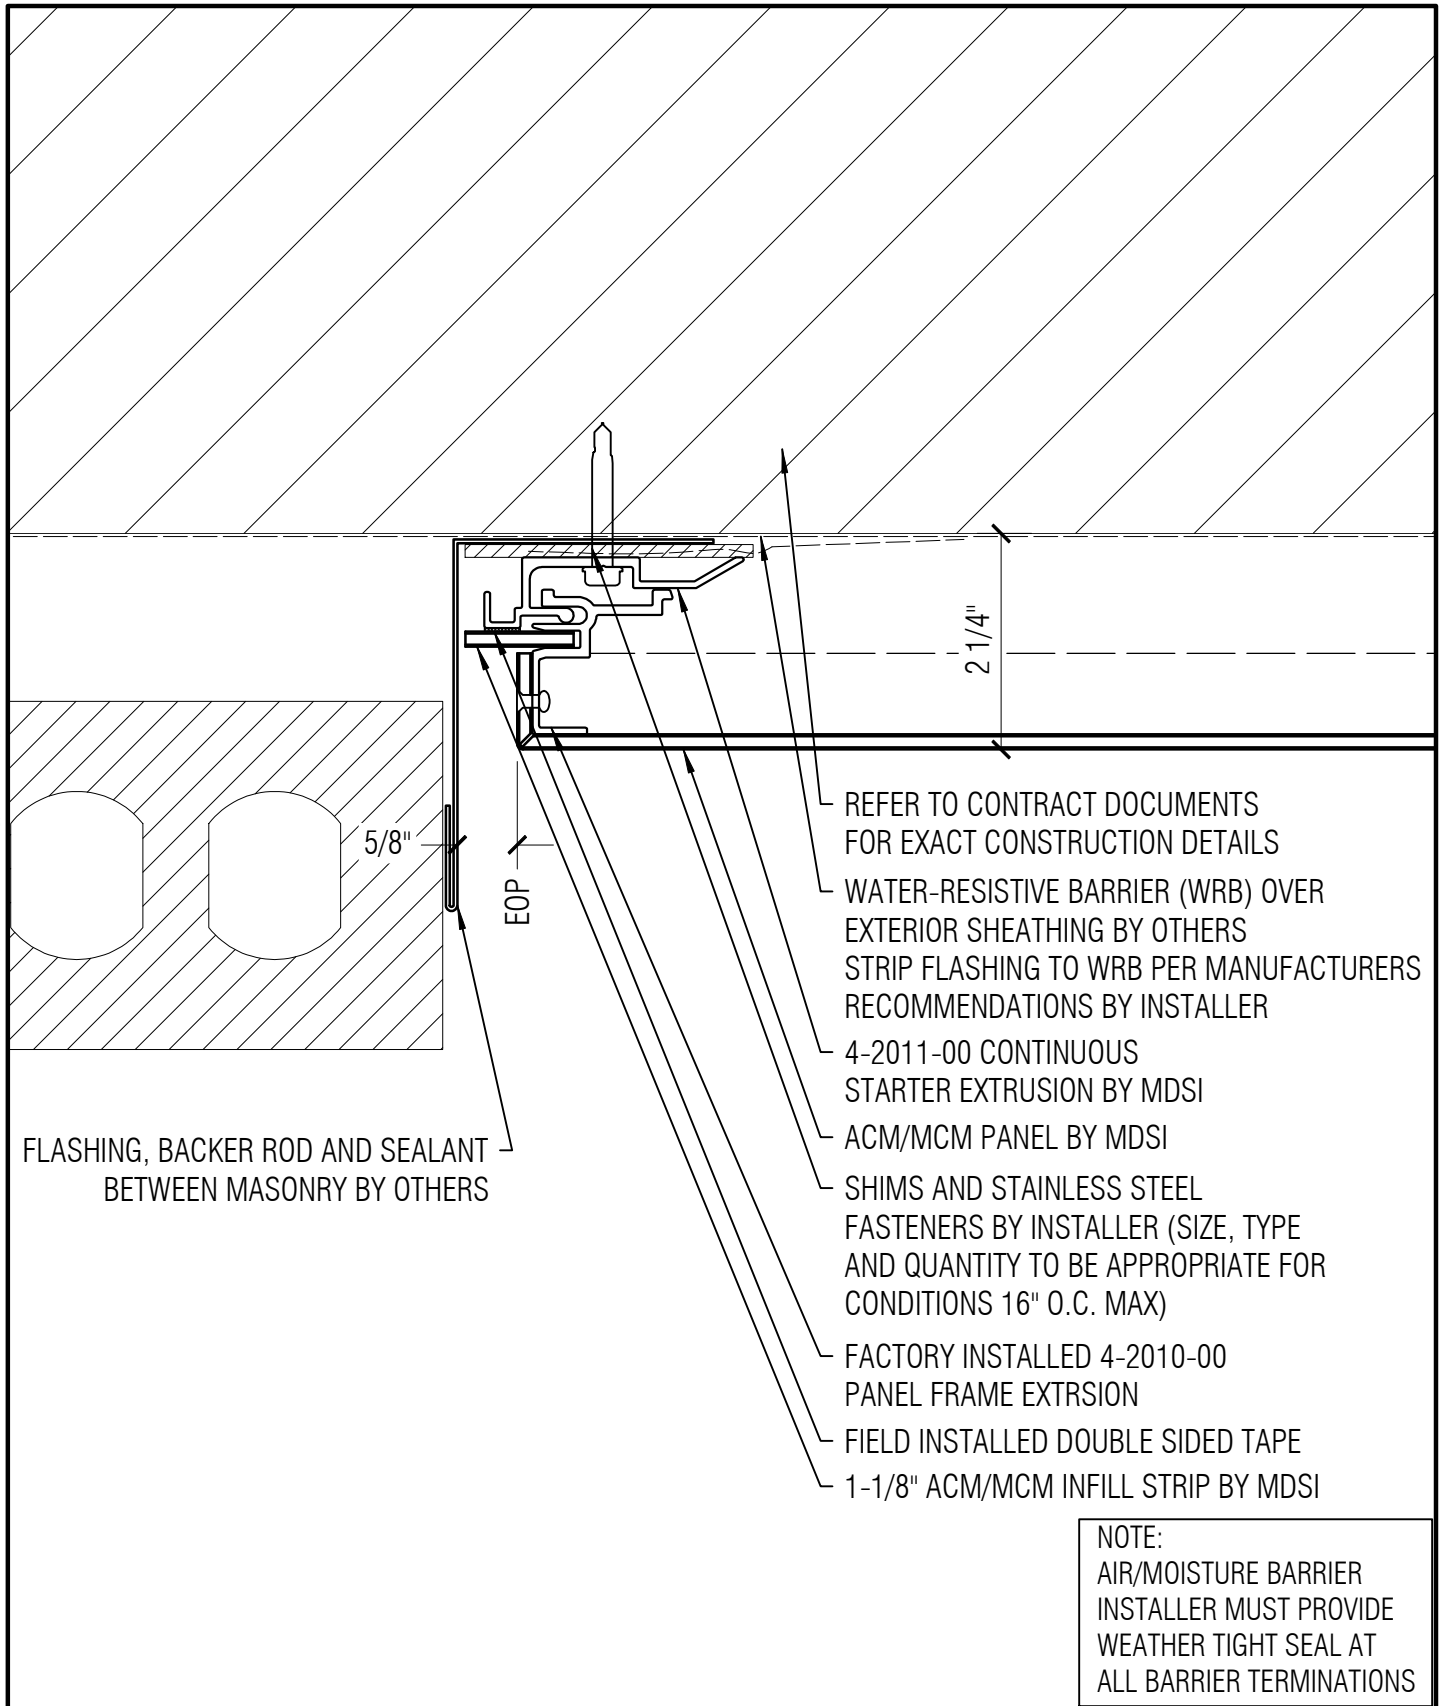 2 1/4"
5/8"
EOP
REFER TO CONTRACT DOCUMENTS
FOR EXACT CONSTRUCTION DETAILS
WATER-RESISTIVE BARRIER (WRB) OVER
EXTERIOR SHEATHING BY OTHERS
STRIP FLASHING TO WRB PER MANUFACTURERS
RECOMMENDATIONS BY INSTALLER
4-2011-00 CONTINUOUS
STARTER EXTRUSION BY MDSI
ACM/MCM PANEL BY MDSI
FLASHING, BACKER ROD AND SEALANT
BETWEEN MASONRY BY OTHERS
SHIMS AND STAINLESS STEEL
FASTENERS BY INSTALLER (SIZE, TYPE
AND QUANTITY TO BE APPROPRIATE FOR
CONDITIONS 16" O.C. MAX)
FACTORY INSTALLED 4-2010-00
PANEL FRAME EXTRSION
FIELD INSTALLED DOUBLE SIDED TAPE
1-1/8" ACM/MCM INFILL STRIP BY MDSI
NOTE:
AIR/MOISTURE BARRIER
INSTALLER MUST PROVIDE
WEATHER TIGHT SEAL AT
ALL BARRIER TERMINATIONS